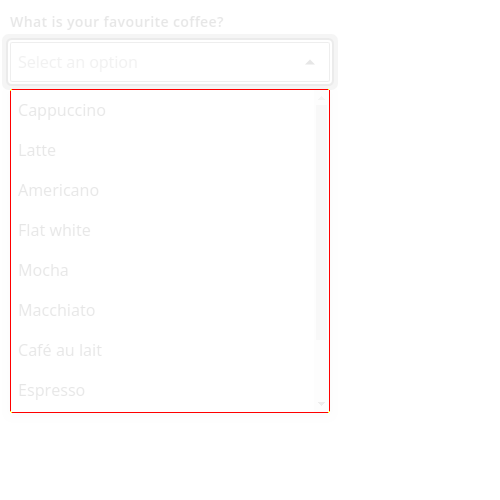 What is your favourite coffee?
Select an option
Cappuccino
Latte
Americano
Flat white
Mocha
Macchiato
Café au lait
Espresso